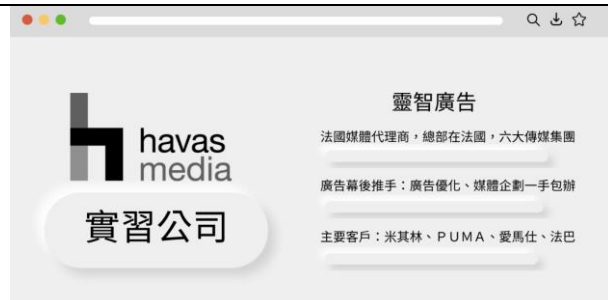 havas
media
實習公司
靈智廣告
法國媒體代理商，總部在法國，六大傳媒集團
廣告幕後推手：廣告優化、媒體企劃一手包辦
主要客戶：米其林、ＰＵＭＡ、愛馬仕、法巴